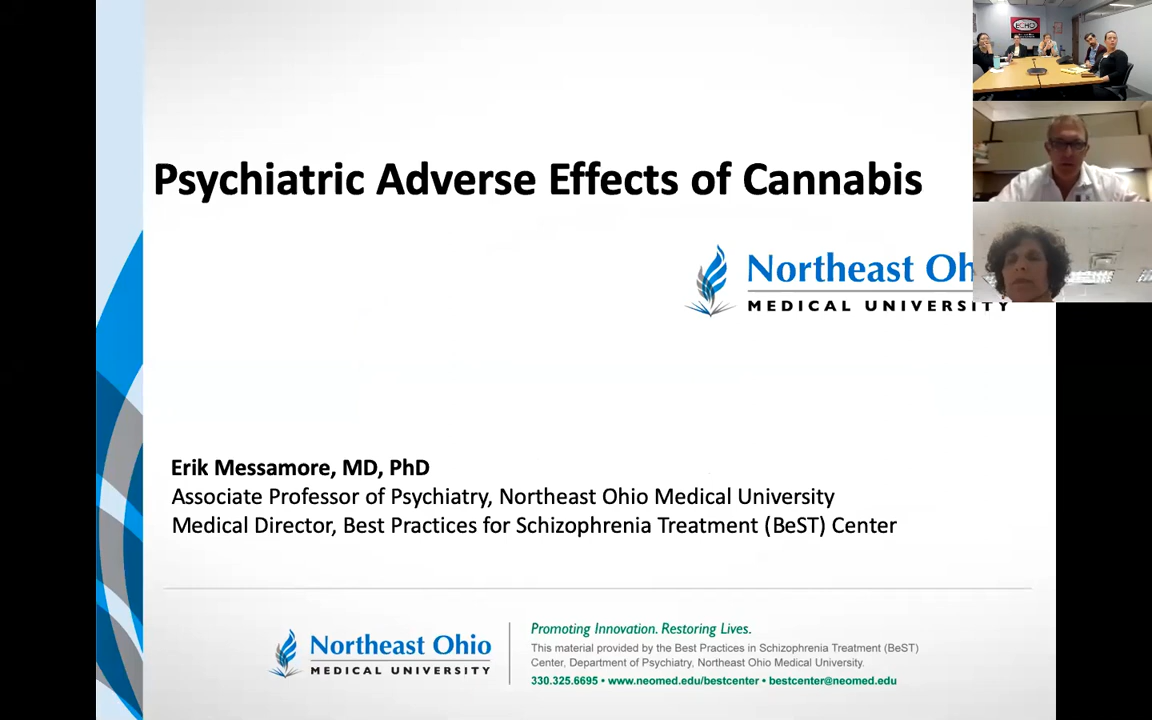 ECHO
Psychiatric Adverse Effects of Cannabis
Northeast Oh
MEDICAL UNIVERSITY
Erik Messamore, MD, PhD
Associate Professor of Psychiatry, Northeast Ohio Medical University
Medical Director, Best Practices for Schizophrenia Treatment (BeST) Center
Northeast Ohio
MEDICAL UNIVERSITY
Promoting Innovation. Restoring Lives.
This material provided by the Best Practices in Schizophrenia Treatment (BeST)
Center, Department of Psychiatry, Northeast Ohio Medical University.
330.325.6695 • www.neomed.edu/bestcenter • bestcenter@neomed.edu